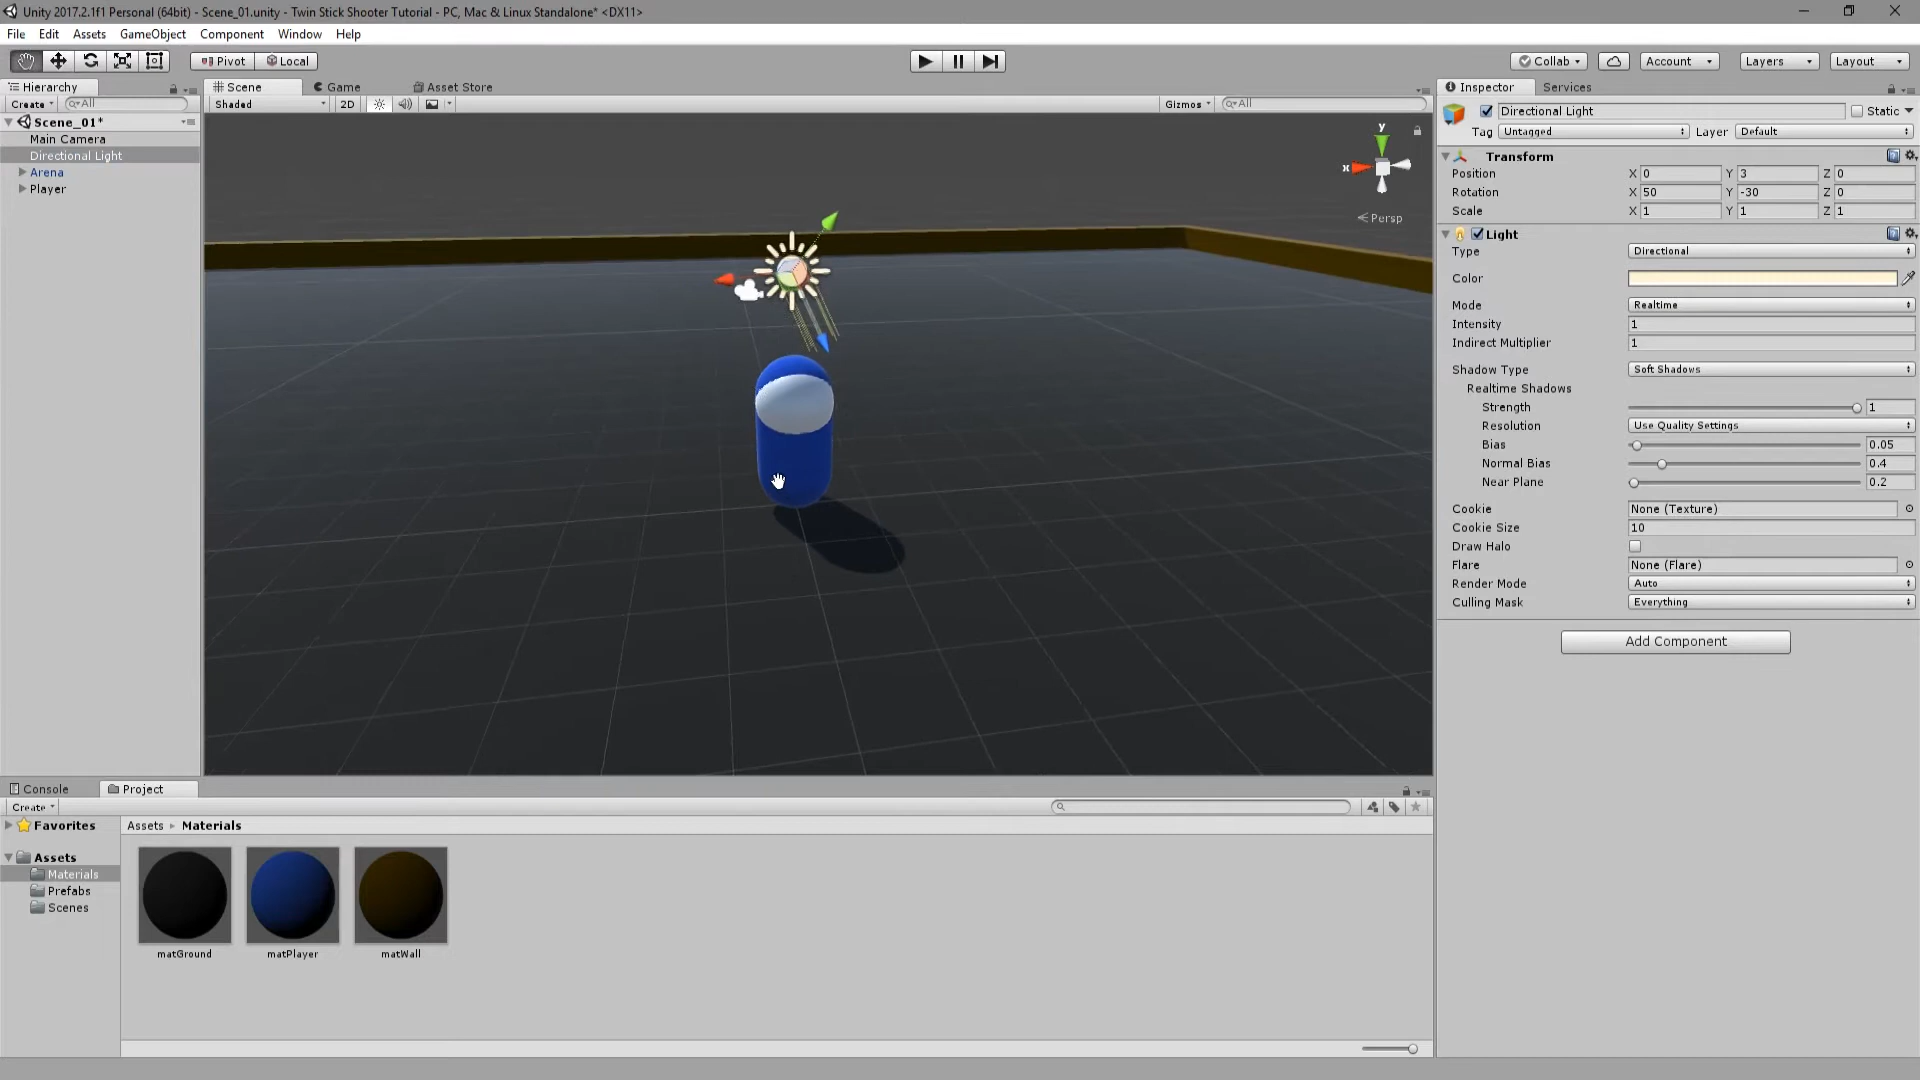 Unity 2017.2.1f1 Personal (64bit) - Scene_01.unity - Twin Stick Shooter Tutorial - PC, Mac & Linux Standalone* <DX11>
File Edit Assets GameObject Component Window Help
Pivot Local Collab Account Layers Layout
Hierarchy
Create All
Scene_01*
Main Camera
Directional Light
Arena
Player
Scene Game Asset Store
Shaded 2D Gizmos All
y
x
Persp
Inspector Services
Directional Light Static
Tag Untagged Layer Default
Transform
Position X 0 Y 3 Z 0
Rotation X 50 Y -30 Z 0
Scale X 1 Y 1 Z 1
Light
Type Directional
Color
Mode Realtime
Intensity 1
Indirect Multiplier 1
Shadow Type Soft Shadows
Realtime Shadows
Strength 1
Resolution Use Quality Settings
Bias 0.05
Normal Bias 0.4
Near Plane 0.2
Cookie None (Texture)
Cookie Size 10
Draw Halo
Flare None (Flare)
Render Mode Auto
Culling Mask Everything
Add Component
Console Project
Create
Favorites
Assets
Materials
Prefabs
Scenes
Assets Materials
matGround matPlayer matWall